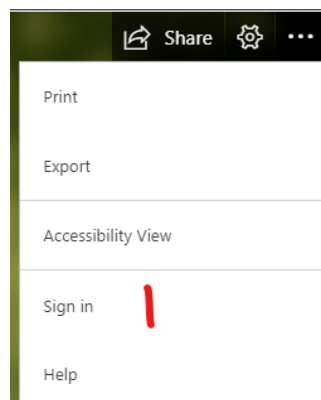 Share
Print
Export
Accessibility View
Sign in
Help